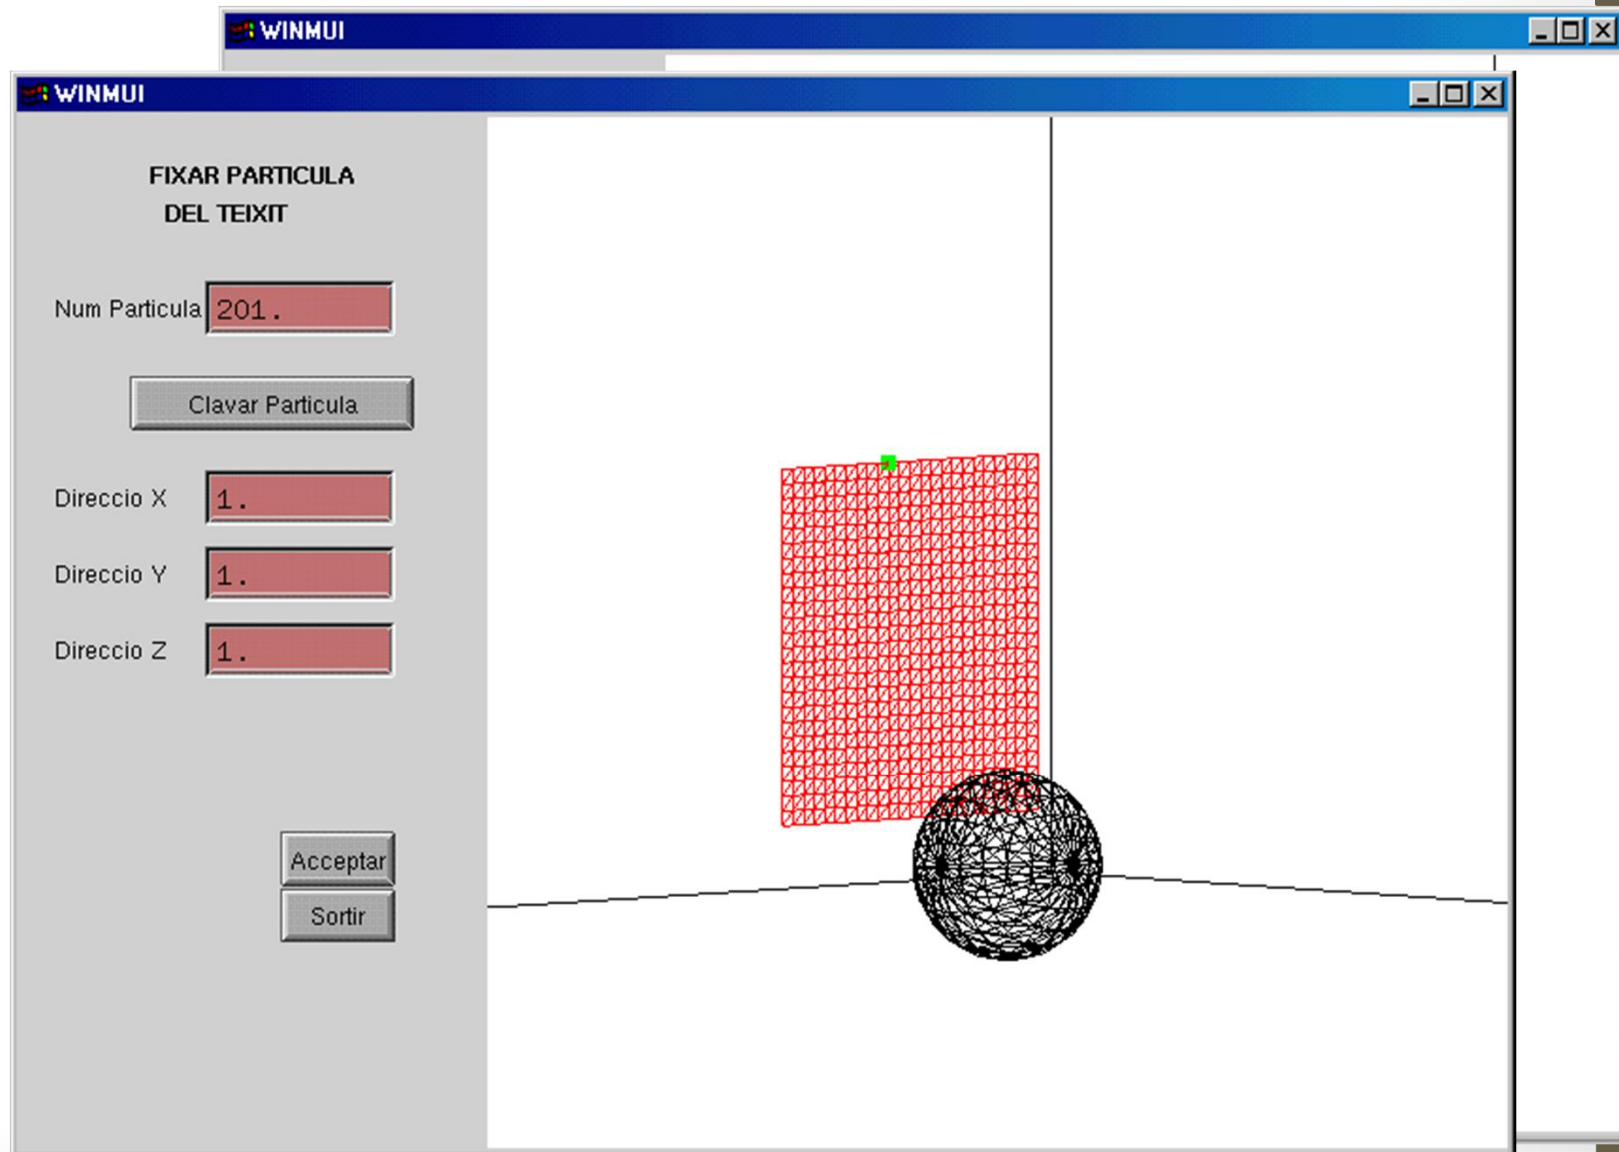 WINMUI
WINMUI
FIXAR PARTICULA
DEL TEIXIT
Num Particula 201.
Clavar Particula
Direccio X 1.
Direccio Y 1.
Direccio Z 1.
Acceptar
Sortir